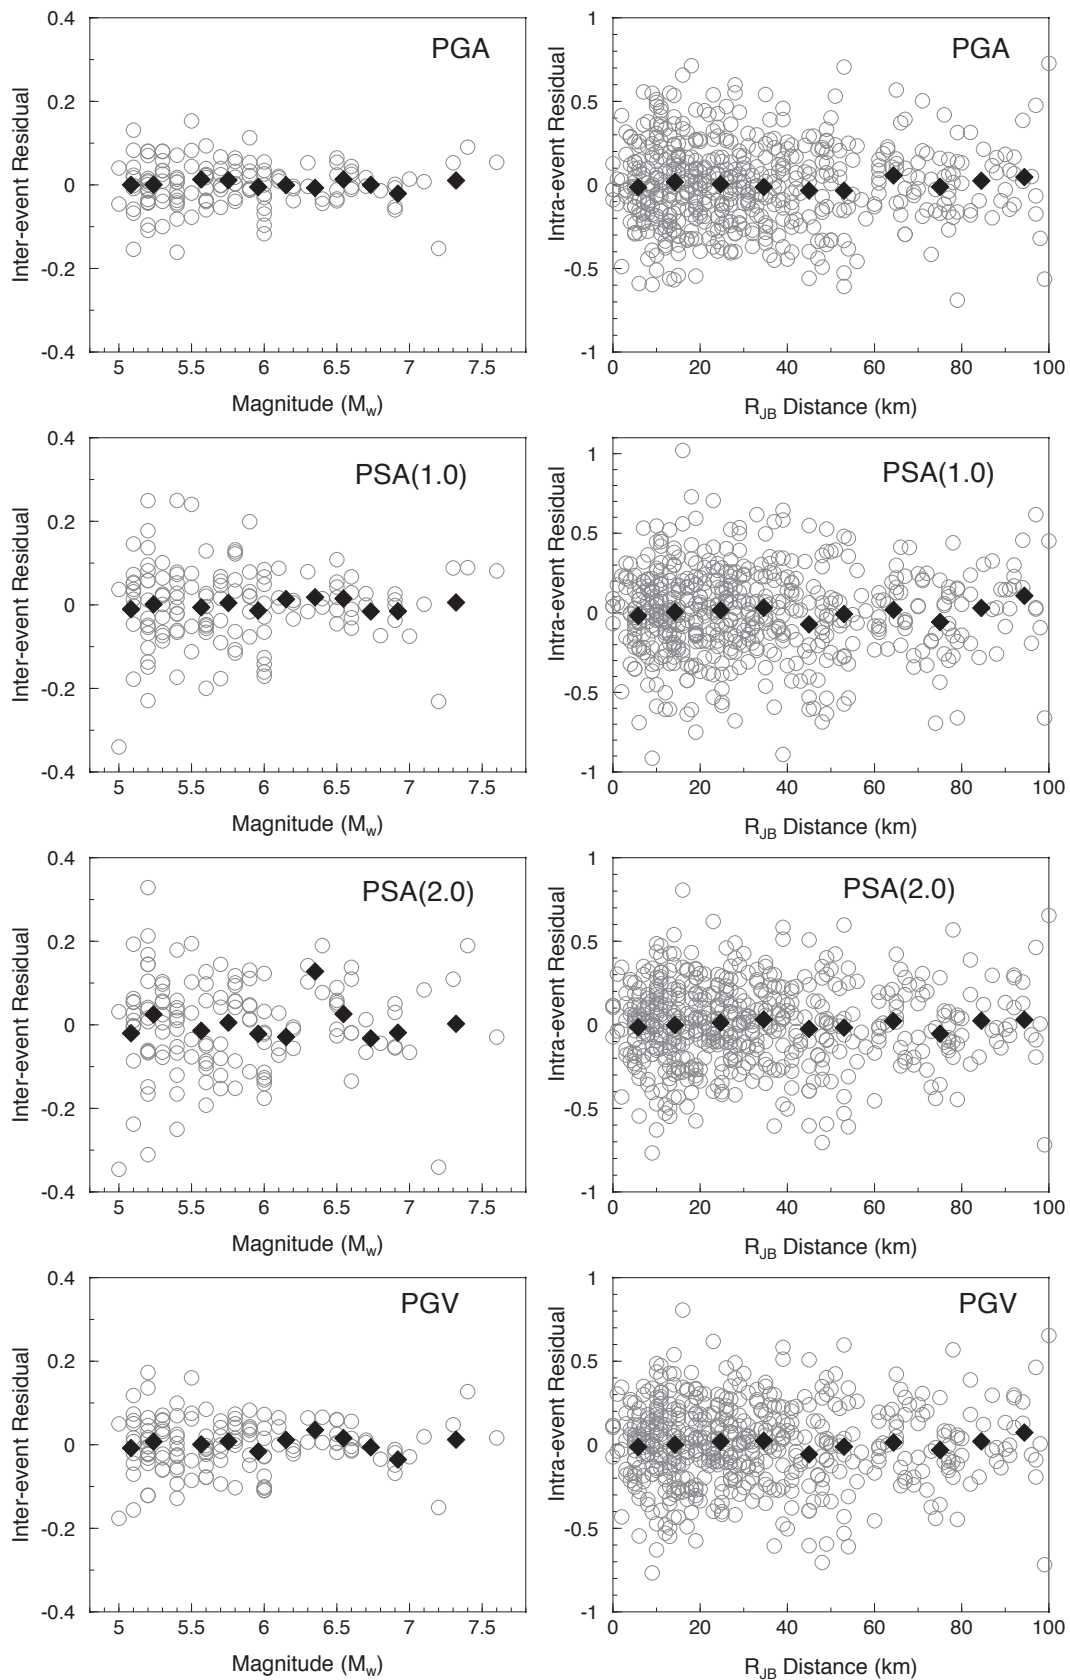 0.4
0.2
0
-0.2
-0.4
Inter-event Residual
PGA
5 5.5 6 6.5 7 7.5
Magnitude (Mw)
1
0.5
0
-0.5
-1
Intra-event Residual
PGA
0 20 40 60 80 100
RJB Distance (km)
0.4
0.2
0
-0.2
-0.4
Inter-event Residual
PSA(1.0)
5 5.5 6 6.5 7 7.5
Magnitude (Mw)
1
0.5
0
-0.5
-1
Intra-event Residual
PSA(1.0)
0 20 40 60 80 100
RJB Distance (km)
0.4
0.2
0
-0.2
-0.4
Inter-event Residual
PSA(2.0)
5 5.5 6 6.5 7 7.5
Magnitude (Mw)
1
0.5
0
-0.5
-1
Intra-event Residual
PSA(2.0)
0 20 40 60 80 100
RJB Distance (km)
0.4
0.2
0
-0.2
-0.4
Inter-event Residual
PGV
5 5.5 6 6.5 7 7.5
Magnitude (Mw)
1
0.5
0
-0.5
-1
Intra-event Residual
PGV
0 20 40 60 80 100
RJB Distance (km)